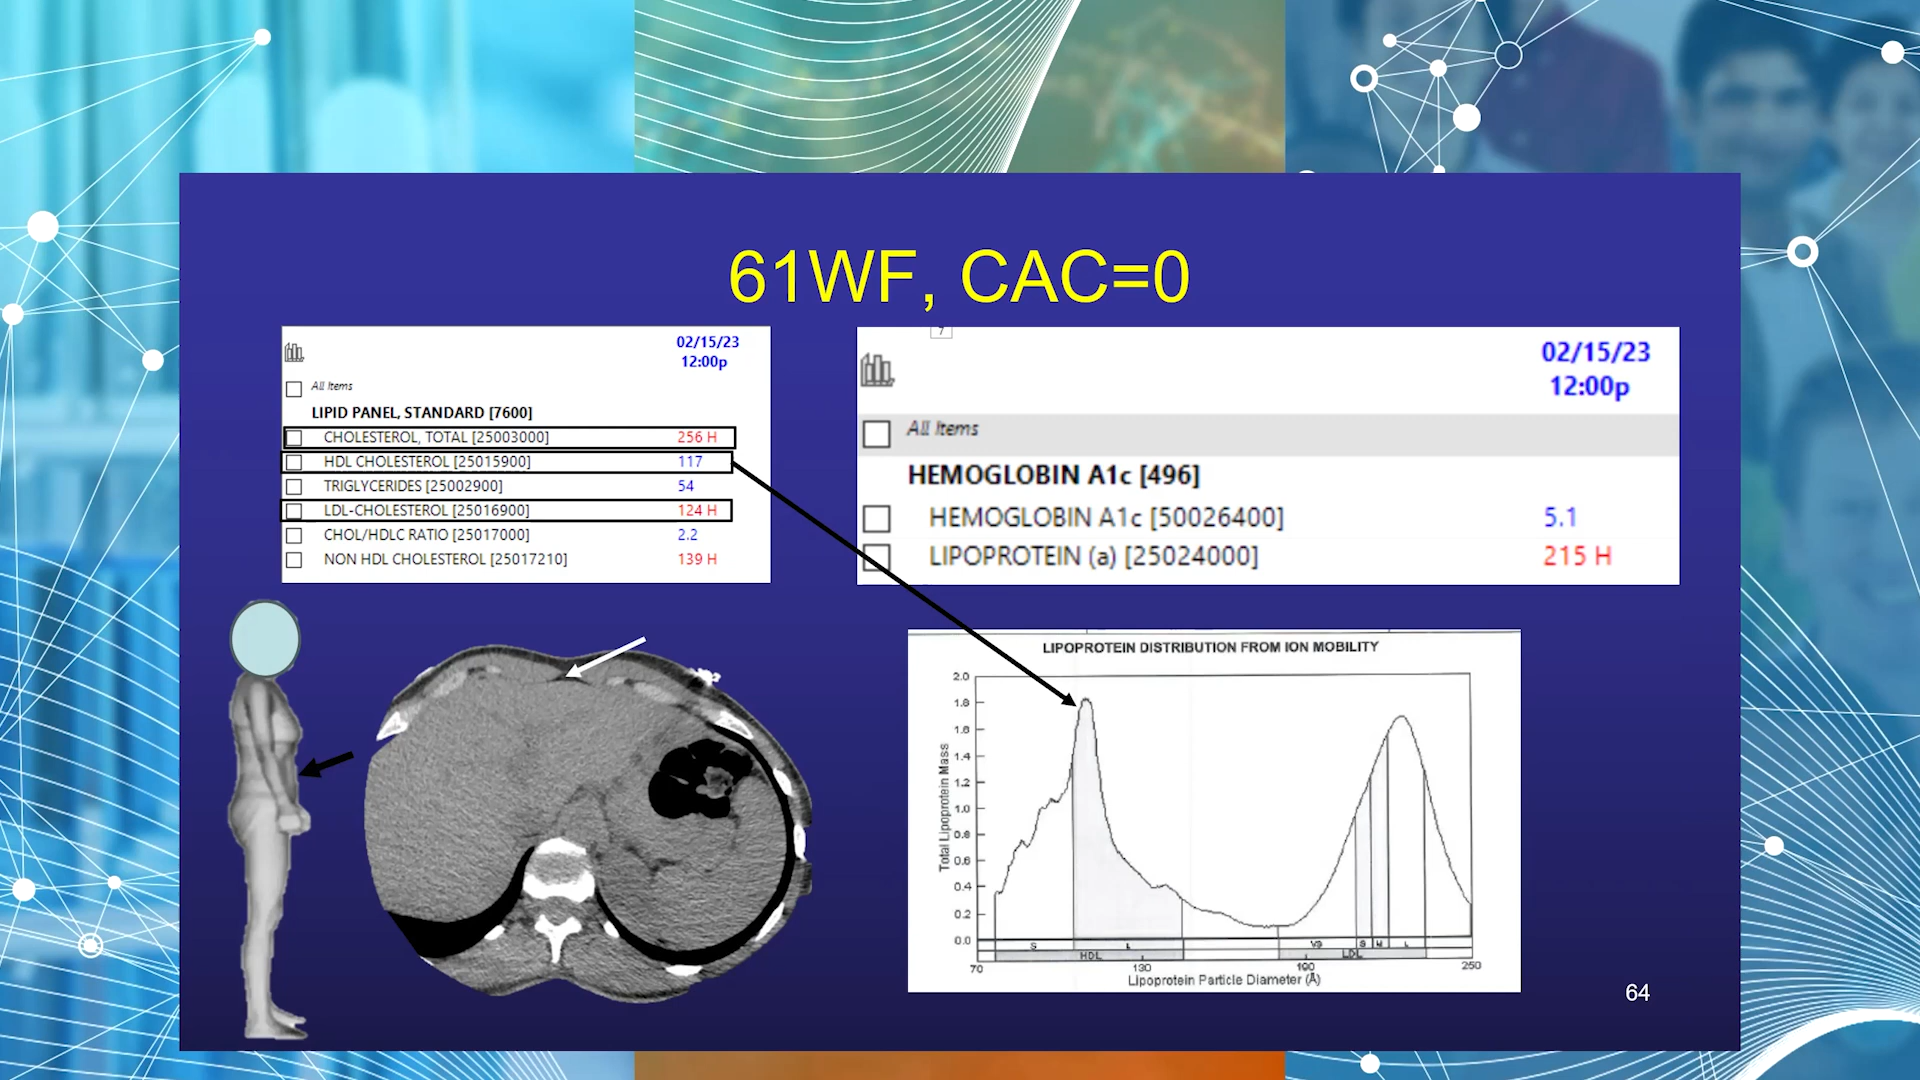 61WF, CAC=0
02/15/23
12:00p
All Items
LIPID PANEL, STANDARD [7600]
CHOLESTEROL, TOTAL [25003000] 256 H
HDL CHOLESTEROL [25015900] 117
TRIGLYCERIDES [25002900] 54
LDL-CHOLESTEROL [25016900] 124 H
CHOL/HDLC RATIO [25017000] 2.2
NON HDL CHOLESTEROL [25017210] 139 H
7
02/15/23
12:00p
All Items
HEMOGLOBIN A1c [496]
HEMOGLOBIN A1c [50026400] 5.1
LIPOPROTEIN (a) [25024000] 215 H
LIPOPROTEIN DISTRIBUTION FROM ION MOBILITY
Total Lipoprotein Mass
2.0
1.8
1.6
1.4
1.2
1.0
0.8
0.6
0.4
0.2
0.0
S L VS S M L
HDL LDL
70 130 190 250
Lipoprotein Particle Diameter (Å)
64